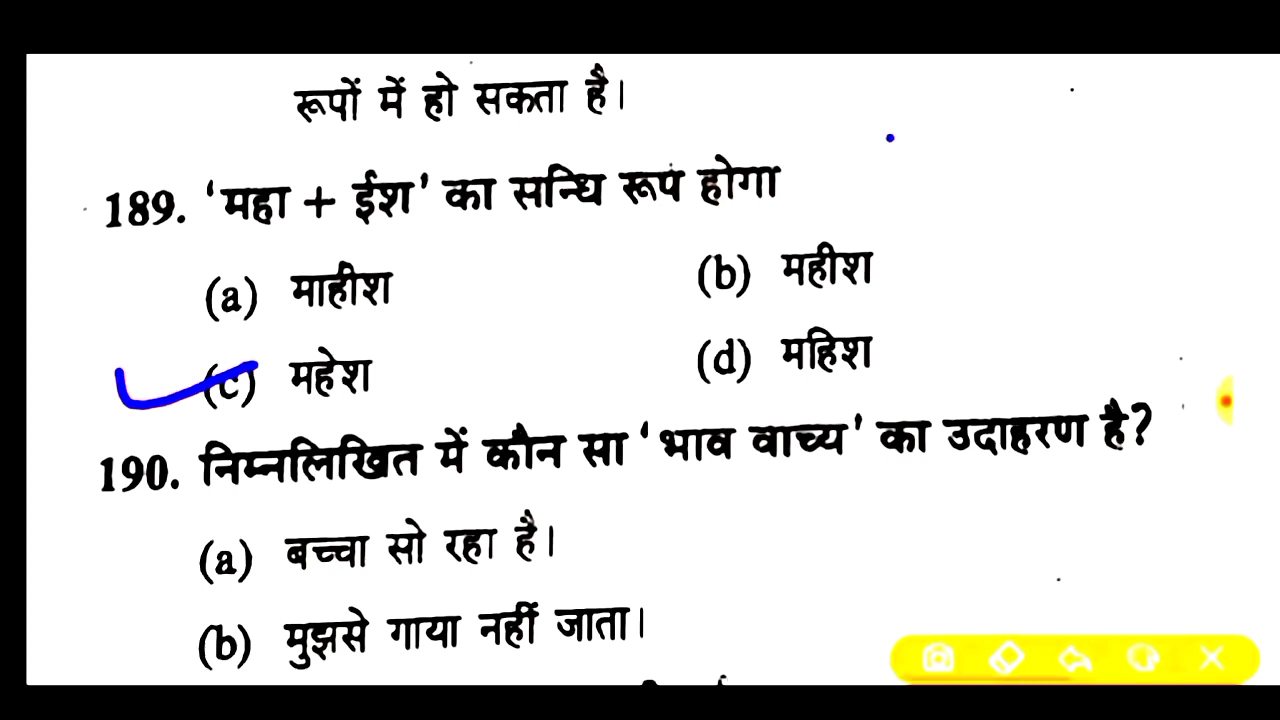 रूपों में हो सकता है।
189. ‘महा + ईश’ का सन्धि रूप होगा
(a) माहीश (b) महीश
(c) महेश (d) महिश
190. निम्नलिखित में कौन सा ‘भाव वाच्य’ का उदाहरण है?
(a) बच्चा सो रहा है।
(b) मुझसे गाया नहीं जाता।